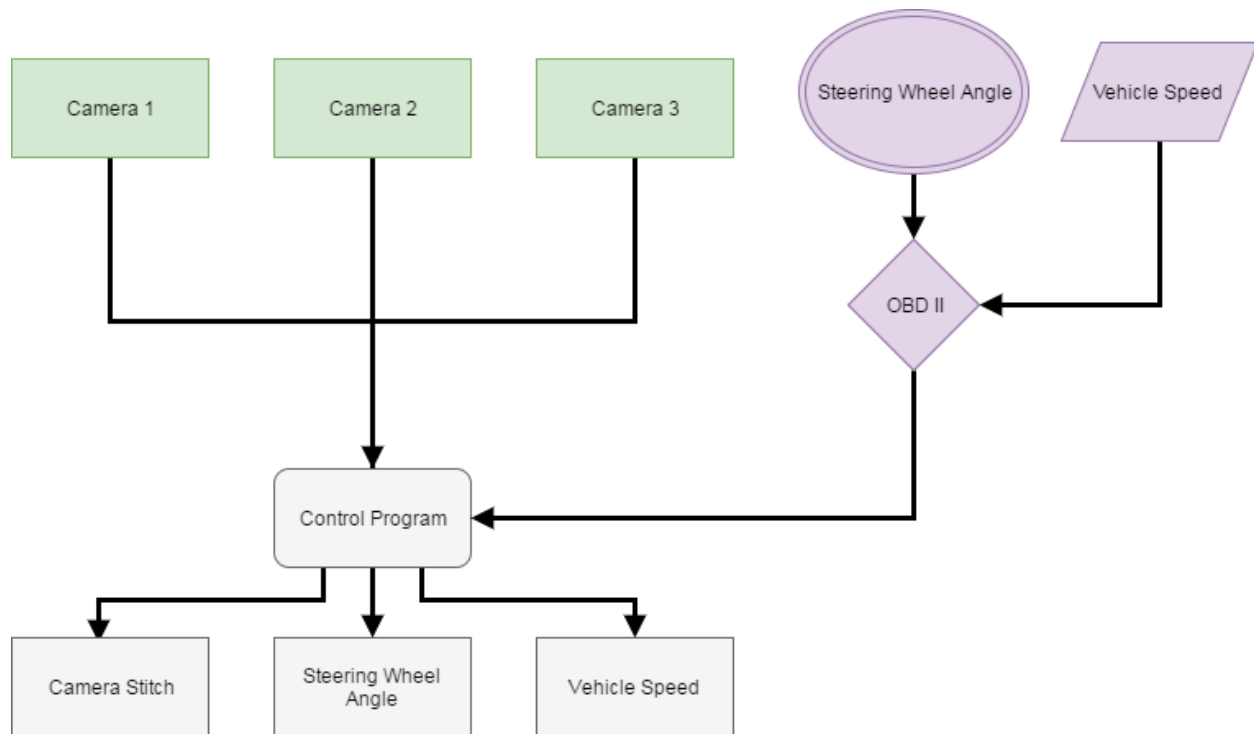 Camera 1
Camera 2
Camera 3
Steering Wheel Angle
Vehicle Speed
OBD II
Control Program
Camera Stitch
Steering Wheel
Angle
Vehicle Speed